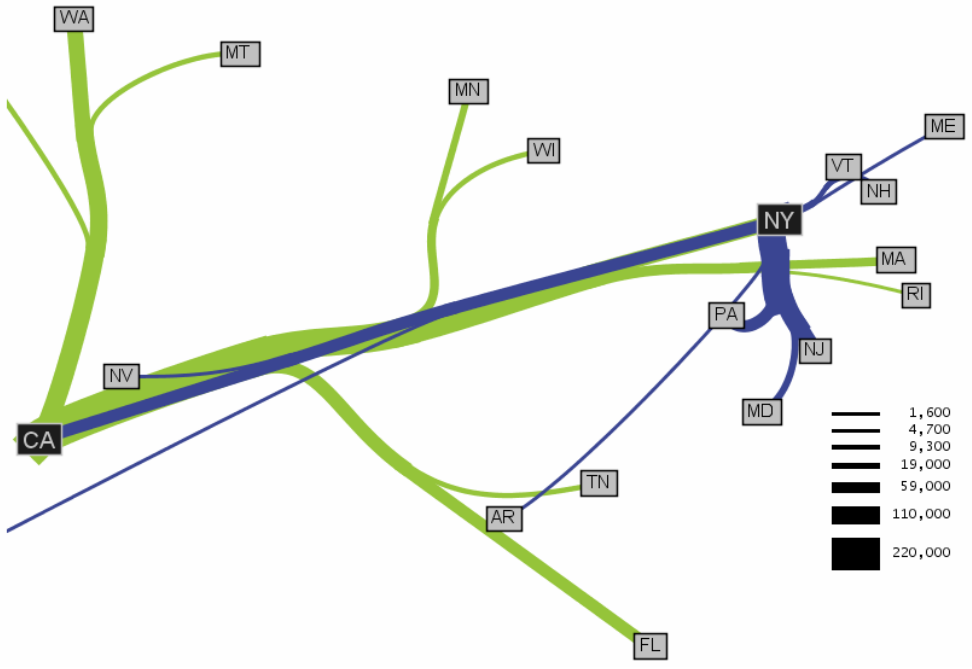 WA
MT
MN
ME
WI
VT
NH
NY
MA
RI
PA
NJ
NV
MD
CA
1,600
4,700
9,300
19,000
59,000
110,000
220,000
TN
AR
FL